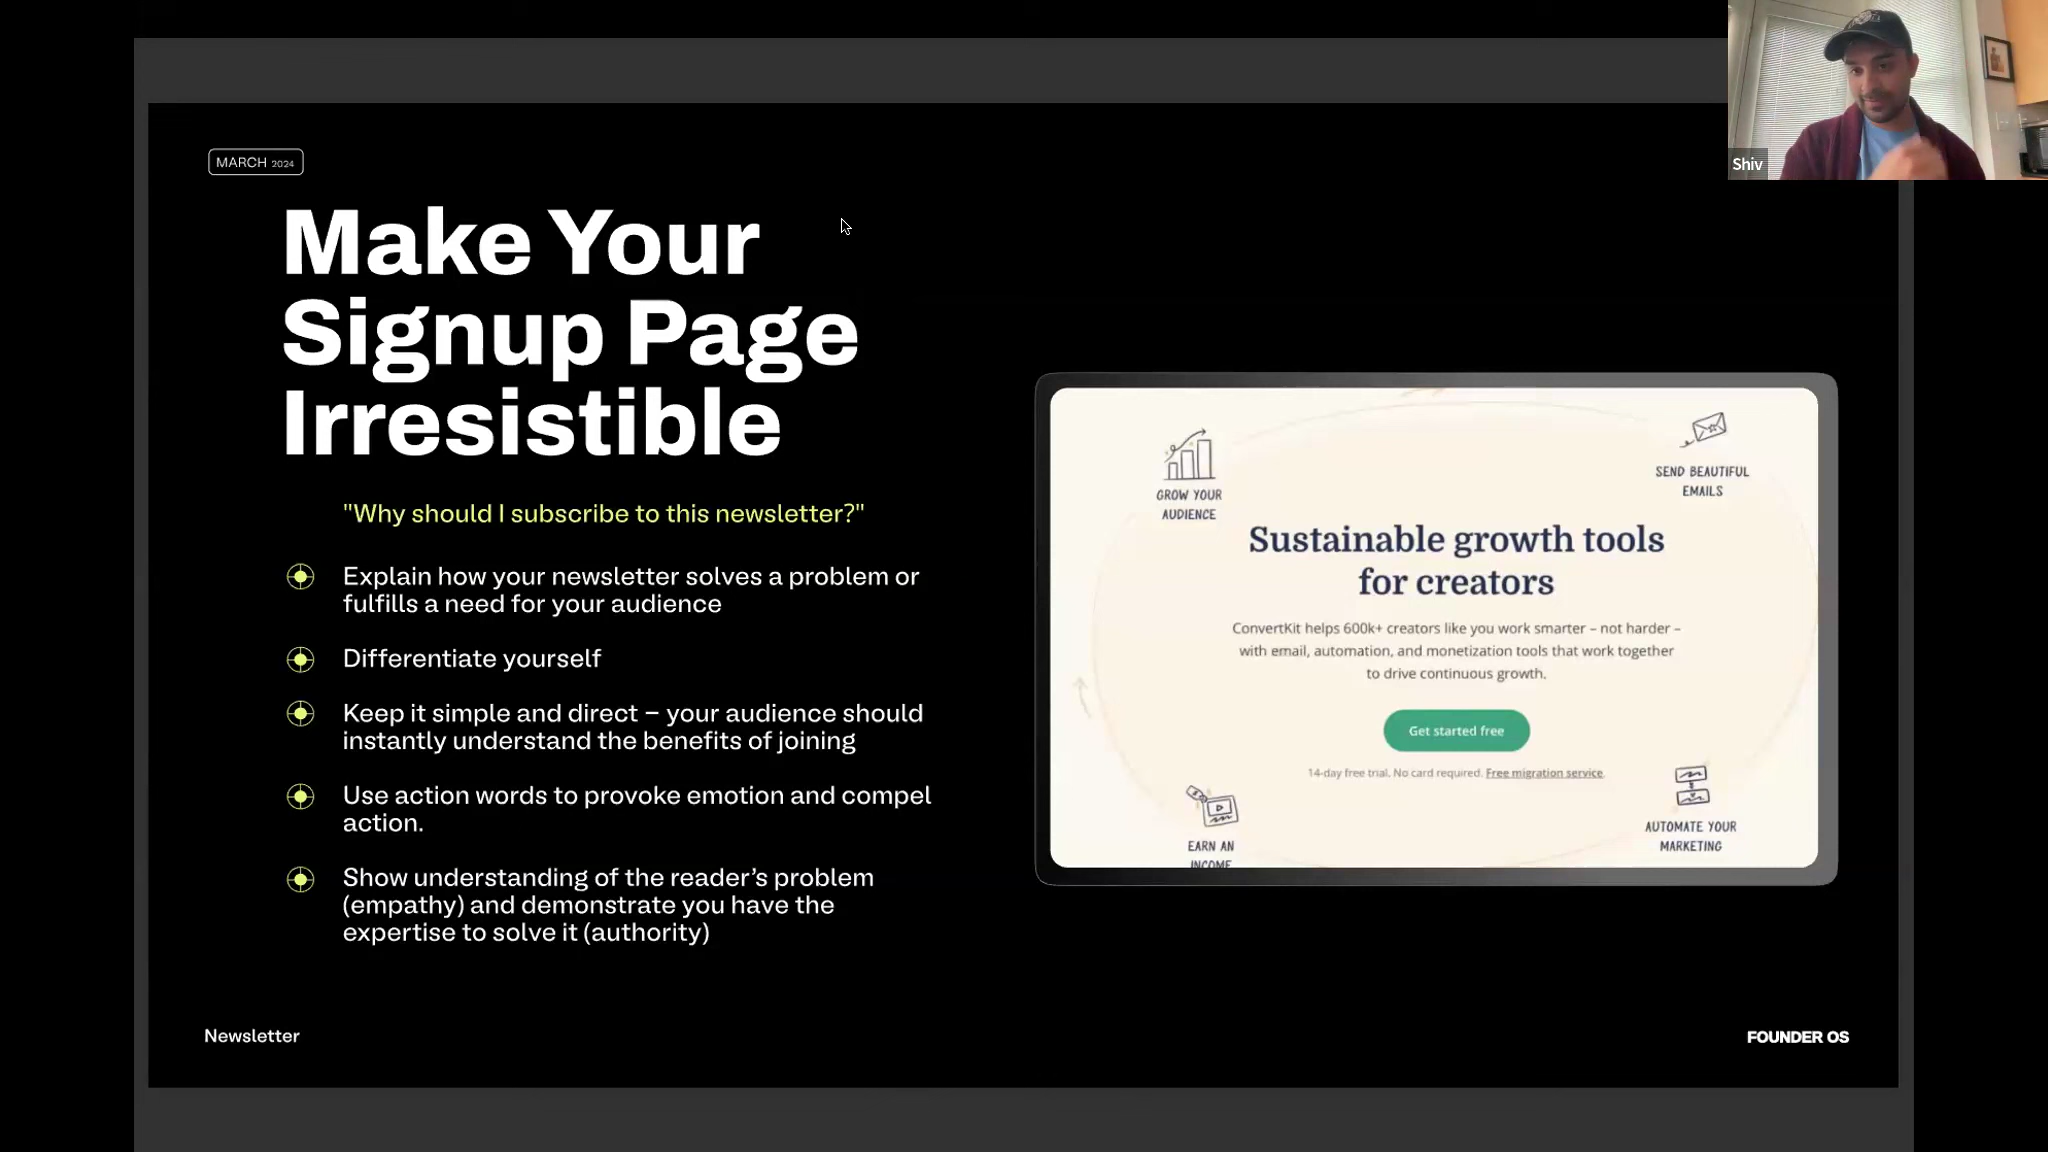 Shiv
MARCH 2024
Make Your
Signup Page
Irresistible
"Why should I subscribe to this newsletter?"
Explain how your newsletter solves a problem or
fulfills a need for your audience
Differentiate yourself
Keep it simple and direct – your audience should
instantly understand the benefits of joining
Use action words to provoke emotion and compel
action.
Show understanding of the reader’s problem
(empathy) and demonstrate you have the
expertise to solve it (authority)
GROW YOUR
AUDIENCE
SEND BEAUTIFUL
EMAILS
Sustainable growth tools
for creators
ConvertKit helps 600k+ creators like you work smarter – not harder –
with email, automation, and monetization tools that work together
to drive continuous growth.
Get started free
14-day free trial. No card required. Free migration service.
EARN AN
INCOME
AUTOMATE YOUR
MARKETING
Newsletter
FOUNDER OS